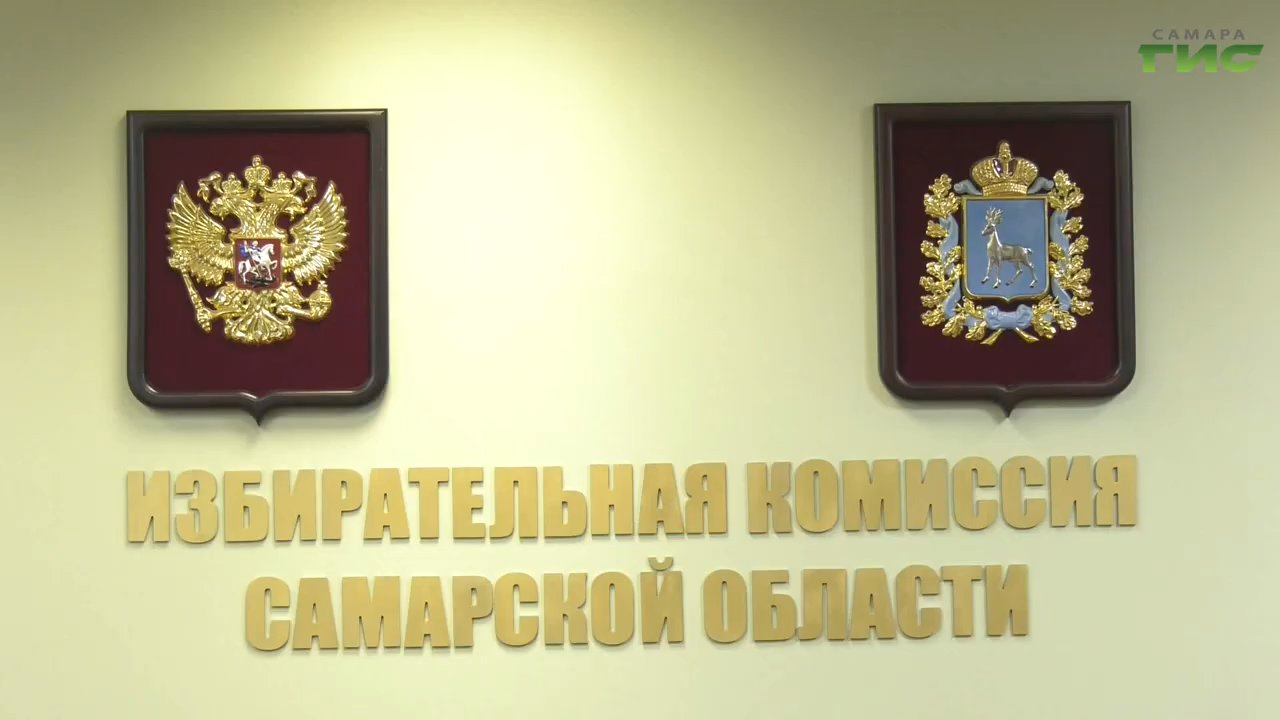 САМАРА
ГИС
ИЗБИРАТЕЛЬНАЯ КОМИССИЯ
САМАРСКОЙ ОБЛАСТИ